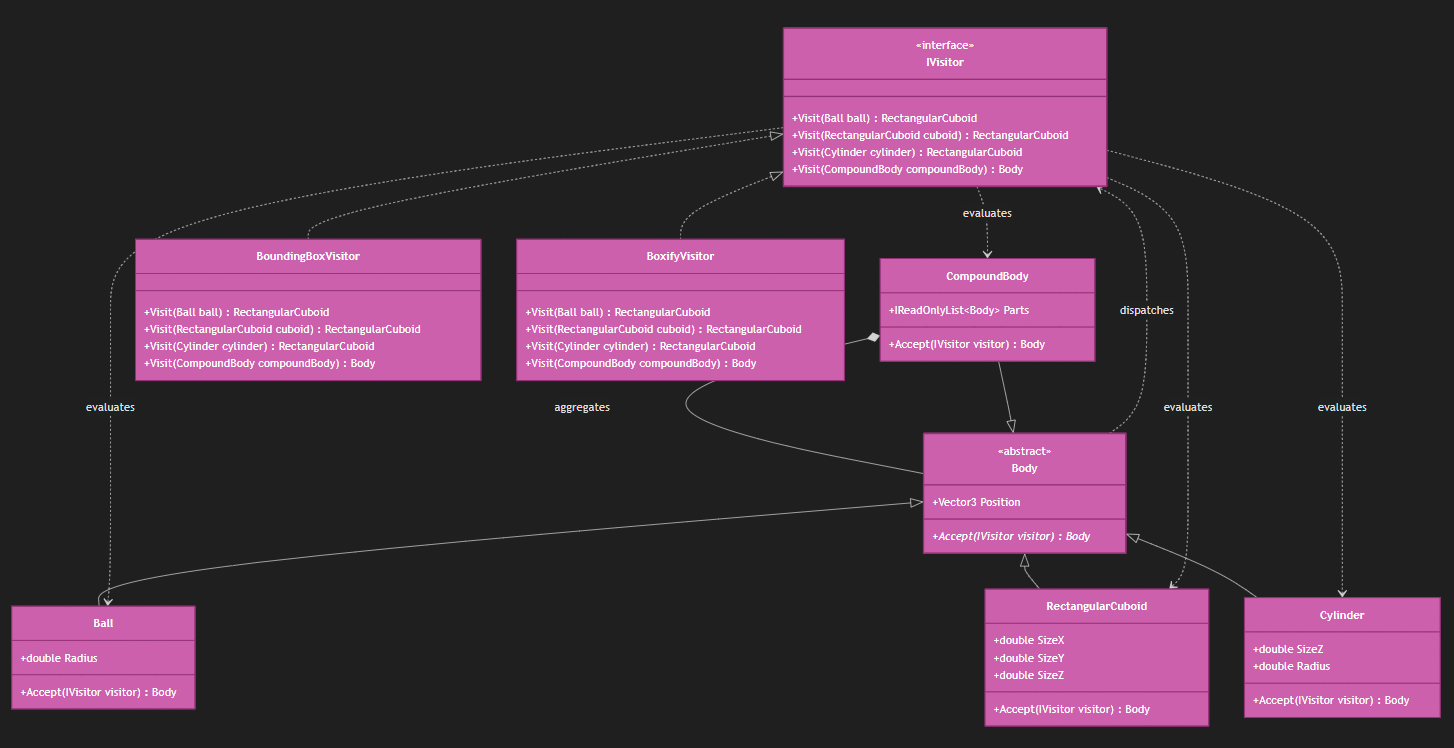 «interface»
IVisitor
+Visit(Ball ball) : RectangularCuboid
+Visit(RectangularCuboid cuboid) : RectangularCuboid
+Visit(Cylinder cylinder) : RectangularCuboid
+Visit(CompoundBody compoundBody) : Body
evaluates
BoundingBoxVisitor
+Visit(Ball ball) : RectangularCuboid
+Visit(RectangularCuboid cuboid) : RectangularCuboid
+Visit(Cylinder cylinder) : RectangularCuboid
+Visit(CompoundBody compoundBody) : Body
BoxifyVisitor
+Visit(Ball ball) : RectangularCuboid
+Visit(RectangularCuboid cuboid) : RectangularCuboid
+Visit(Cylinder cylinder) : RectangularCuboid
+Visit(CompoundBody compoundBody) : Body
CompoundBody
+IReadOnlyList<Body> Parts
+Accept(IVisitor visitor) : Body
dispatches
evaluates
aggregates
evaluates
evaluates
«abstract»
Body
+Vector3 Position
+Accept(IVisitor visitor) : Body
Ball
+double Radius
+Accept(IVisitor visitor) : Body
RectangularCuboid
+double SizeX
+double SizeY
+double SizeZ
+Accept(IVisitor visitor) : Body
Cylinder
+double SizeZ
+double Radius
+Accept(IVisitor visitor) : Body